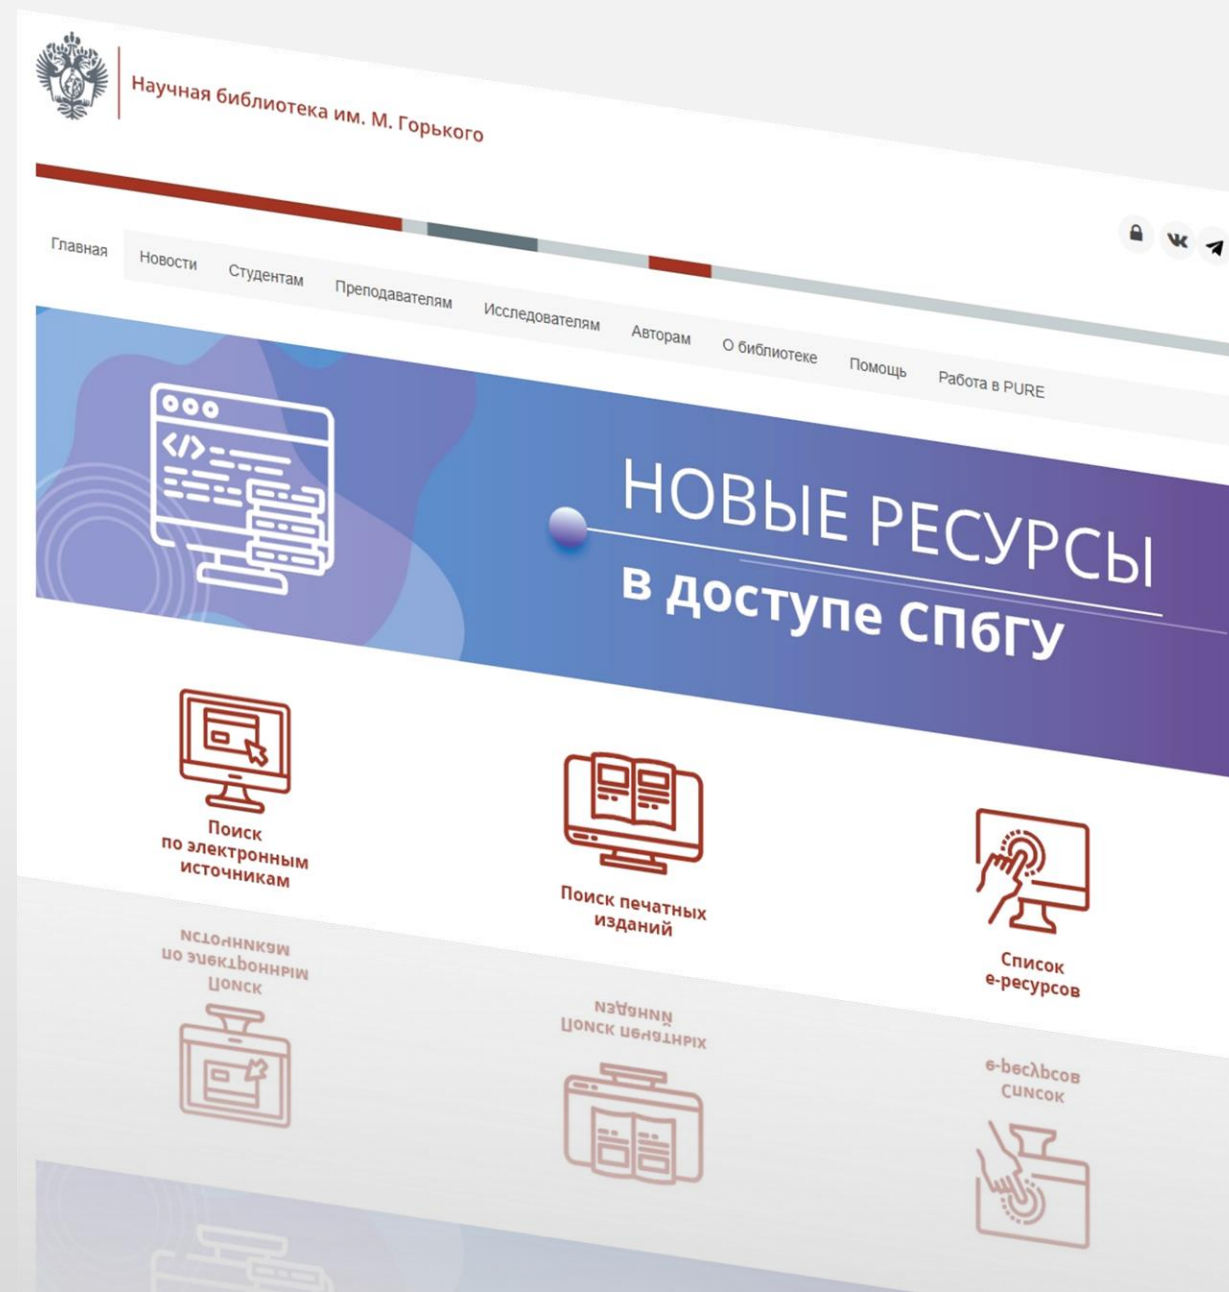 Научная библиотека им. М. Горького
Главная Новости Студентам Преподавателям Исследователям Авторам О библиотеке Помощь Работа в PURE
</>
НОВЫЕ РЕСУРСЫ
в доступе СПбГУ
Поиск
по электронным
источникам
Поиск печатных
изданий
Список
е-ресурсов